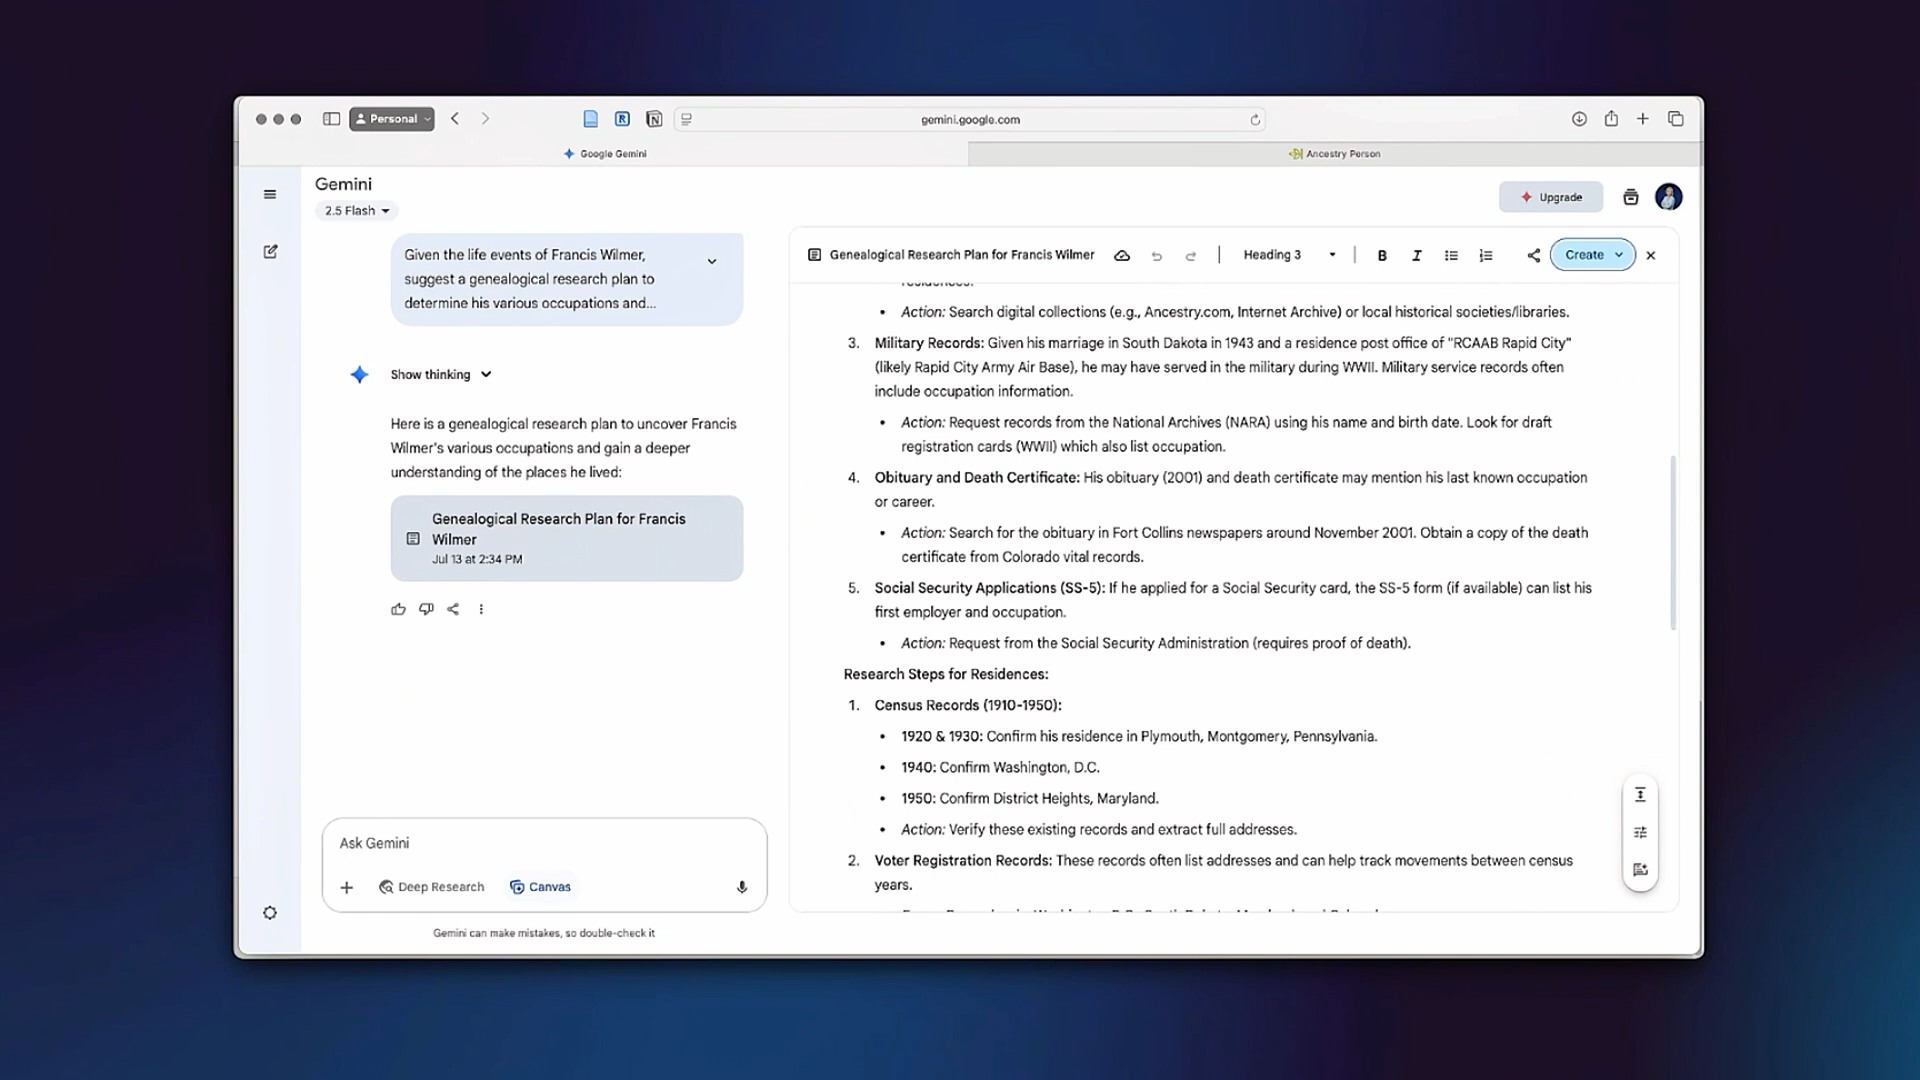 Personal
gemini.google.com
Google Gemini
Ancestry Person
Gemini
2.5 Flash
Upgrade
Given the life events of Francis Wilmer,
suggest a genealogical research plan to
determine his various occupations and...
Show thinking
Here is a genealogical research plan to uncover Francis
Wilmer's various occupations and gain a deeper
understanding of the places he lived:
Genealogical Research Plan for Francis
Wilmer
Jul 13 at 2:34 PM
Ask Gemini
Deep Research
Canvas
Gemini can make mistakes, so double-check it
Genealogical Research Plan for Francis Wilmer
Heading 3
B
I
Create
residences.
• Action: Search digital collections (e.g., Ancestry.com, Internet Archive) or local historical societies/libraries.
3. Military Records: Given his marriage in South Dakota in 1943 and a residence post office of "RCAAB Rapid City"
(likely Rapid City Army Air Base), he may have served in the military during WWII. Military service records often
include occupation information.
• Action: Request records from the National Archives (NARA) using his name and birth date. Look for draft
registration cards (WWII) which also list occupation.
4. Obituary and Death Certificate: His obituary (2001) and death certificate may mention his last known occupation
or career.
• Action: Search for the obituary in Fort Collins newspapers around November 2001. Obtain a copy of the death
certificate from Colorado vital records.
5. Social Security Applications (SS-5): If he applied for a Social Security card, the SS-5 form (if available) can list his
first employer and occupation.
• Action: Request from the Social Security Administration (requires proof of death).
Research Steps for Residences:
1. Census Records (1910-1950):
• 1920 & 1930: Confirm his residence in Plymouth, Montgomery, Pennsylvania.
• 1940: Confirm Washington, D.C.
• 1950: Confirm District Heights, Maryland.
• Action: Verify these existing records and extract full addresses.
2. Voter Registration Records: These records often list addresses and can help track movements between census
years.